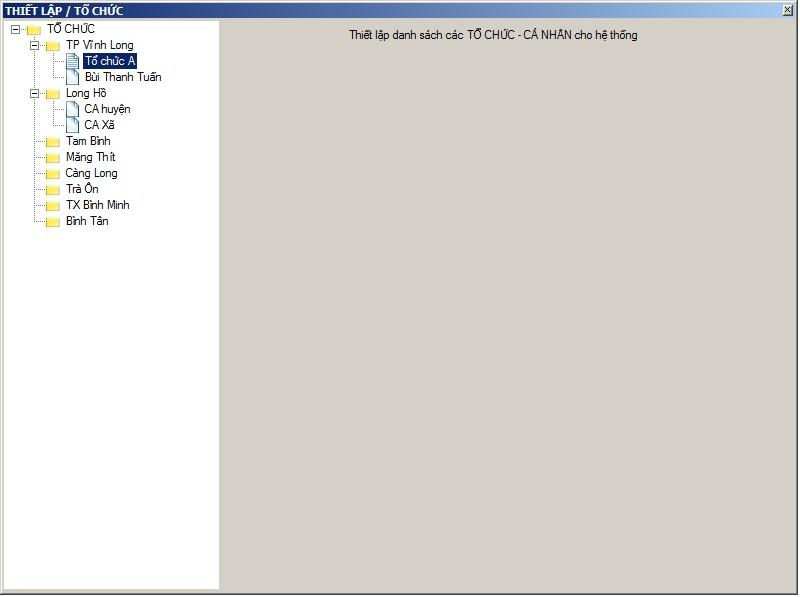 THIẾT LẬP / TỔ CHỨC
TỔ CHỨC
TP Vĩnh Long
Tổ chức A
Bùi Thanh Tuấn
Long Hồ
CA huyện
CA Xã
Tam Bình
Măng Thít
Càng Long
Trà Ôn
TX Bình Minh
Bình Tân
Thiết lập danh sách các TỔ CHỨC - CÁ NHÂN cho hệ thống